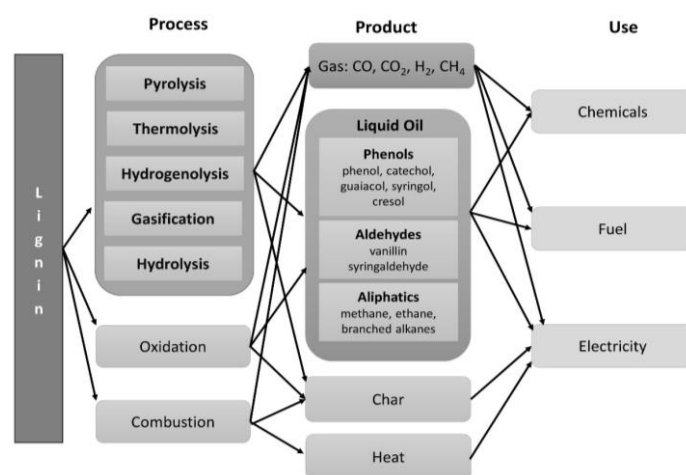 Process
Product
Use
Lignin
Pyrolysis
Thermolysis
Hydrogenolysis
Gasification
Hydrolysis
Oxidation
Combustion
Gas: CO, CO₂, H₂, CH₄
Liquid Oil
Phenols
phenol, catechol,
guaiacol, syringol,
cresol
Aldehydes
vanillin
syringaldehyde
Aliphatics
methane, ethane,
branched alkanes
Char
Heat
Chemicals
Fuel
Electricity